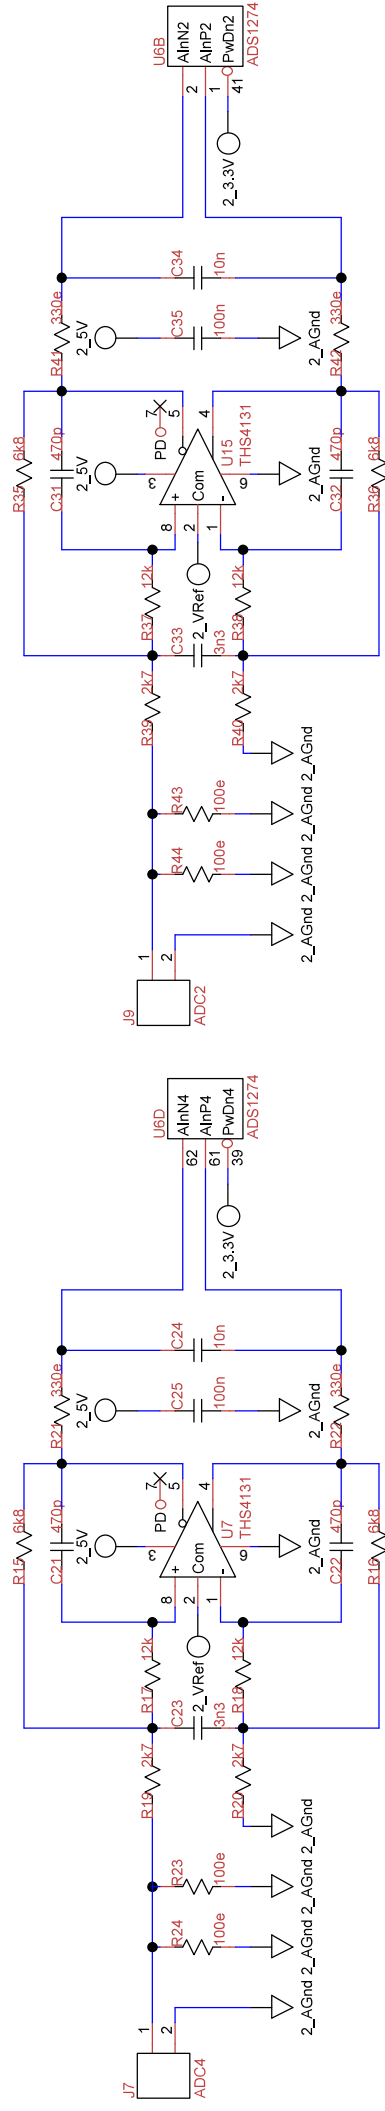 J7
ADC4
1
2
2_AGnd
R24
100e
2_AGnd
R23
100e
2_AGnd
R19
2k7
R20
2k7
2_AGnd
R17
12k
C23
3n3
R18
12k
2_VRef
R15
6k8
C21
470p
2_5V
3
8
2
1
+
Com
-
PD
7
5
4
6
U7
THS4131
2_AGnd
C22
470p
R16
6k8
R21
330e
2_5V
C25
100n
2_AGnd
R22
330e
C24
10n
2_3.3V
62
61
39
U6D
AInN4
AInP4
PwDn4
ADS1274
J9
ADC2
1
2
2_AGnd
R44
100e
2_AGnd
R43
100e
2_AGnd
R39
2k7
R40
2k7
2_AGnd
R37
12k
C33
3n3
R38
12k
2_VRef
R35
6k8
C31
470p
2_5V
3
8
2
1
+
Com
-
PD
7
5
4
6
U15
THS4131
2_AGnd
C32
470p
R36
6k8
R41
330e
2_5V
C35
100n
2_AGnd
R42
330e
C34
10n
2_3.3V
2
1
41
U6B
AInN2
AInP2
PwDn2
ADS1274